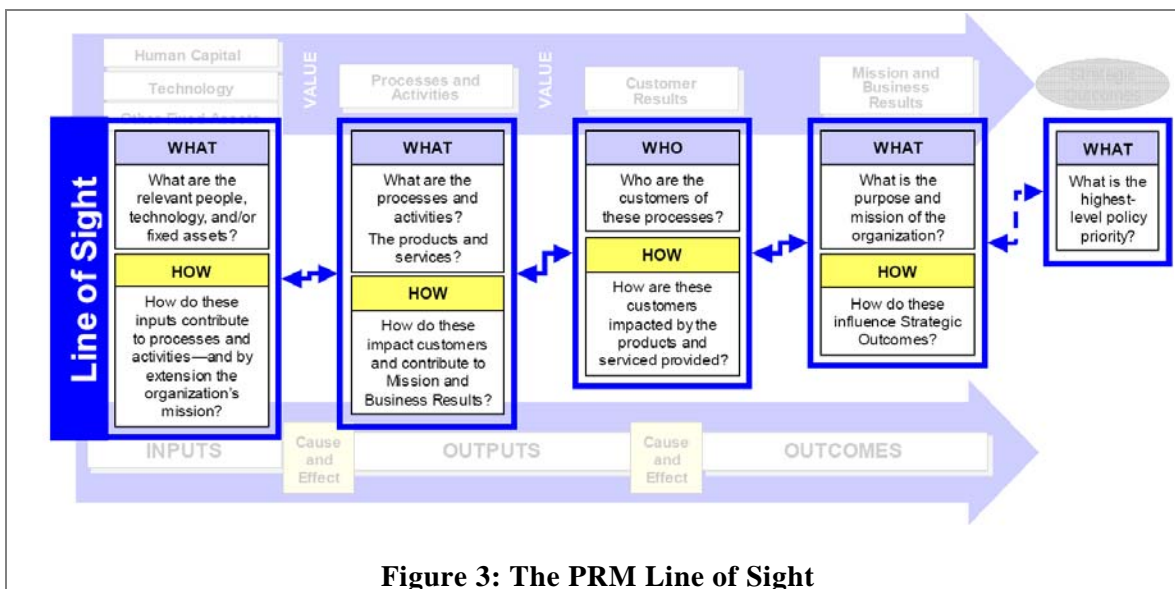 Human Capital
Technology
Other Fixed Assets
VALUE
Processes and
Activities
VALUE
Customer
Results
Mission and
Business
Results
Strategic
Outcomes
Line of Sight
WHAT
What are the
relevant people,
technology, and/or
fixed assets?
HOW
How do these
inputs contribute
to processes and
activities—and by
extension the
organization's
mission?
WHAT
What are the
processes and
activities?
The products and
services?
HOW
How do these
impact customers
and contribute to
Mission and
Business Results?
WHO
Who are the
customers of
these processes?
HOW
How are these
customers
impacted by the
products and
serviced provided?
WHAT
What is the
purpose and
mission of the
organization?
HOW
How do these
influence Strategic
Outcomes?
WHAT
What is the
highest-
level policy
priority?
INPUTS
Cause
and
Effect
OUTPUTS
Cause
and
Effect
OUTCOMES
Figure 3: The PRM Line of Sight